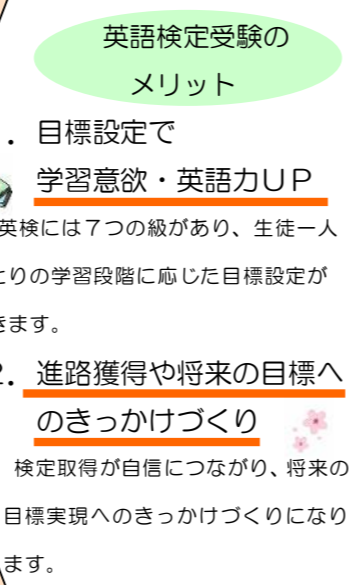 英語検定受験の
メリット
．目標設定で
学習意欲・英語力ＵＰ
英検には７つの級があり、生徒一人
とりの学習段階に応じた目標設定が
きます。
2．進路獲得や将来の目標へ
のきっかけづくり
検定取得が自信につながり、将来の
目標実現へのきっかけづくりになり
ます。